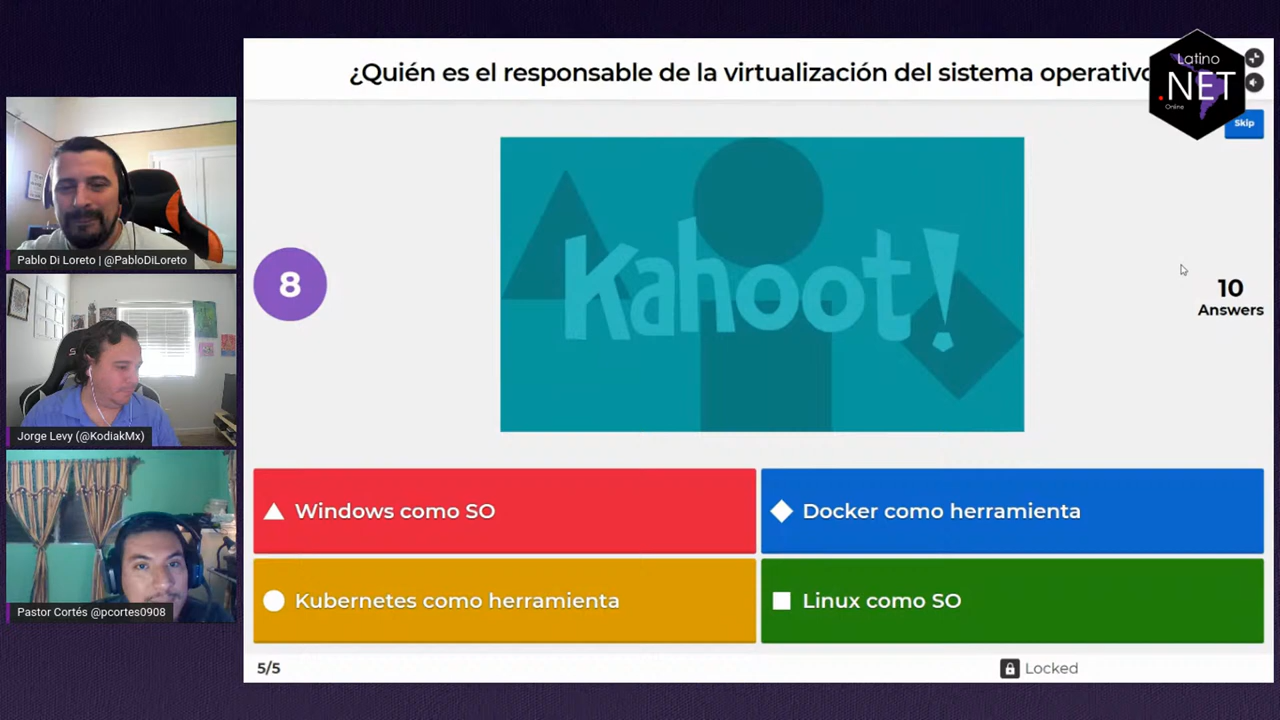 ¿Quién es el responsable de la virtualización del sistema operativo
Latino
.NET
Online
Skip
Pablo Di Loreto | @PabloDiLoreto
Kahoot!
8
10
Answers
Jorge Levy (@KodiakMx)
Pastor Cortés @pcortes0908
Windows como SO
Docker como herramienta
Kubernetes como herramienta
Linux como SO
5/5
Locked